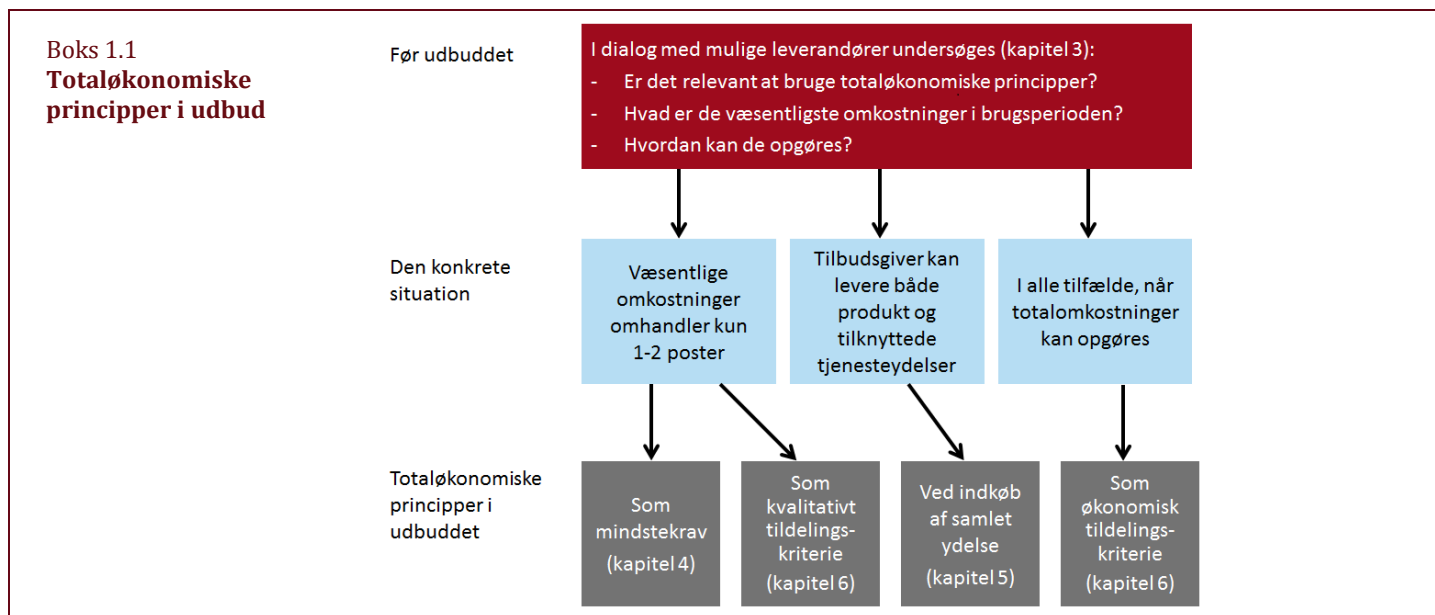 Boks 1.1
Totaløkonomiske
principper i udbud
Før udbuddet
I dialog med mulige leverandører undersøges (kapitel 3):
- Er det relevant at bruge totaløkonomiske principper?
- Hvad er de væsentligste omkostninger i brugsperioden?
- Hvordan kan de opgøres?
Den konkrete
situation
Væsentlige
omkostninger
omhandler kun
1-2 poster
Tilbudsgiver kan
levere både
produkt og
tilknyttede
tjenesteydelser
I alle tilfælde, når
totalomkostninger
kan opgøres
Totaløkonomiske
principper i
udbuddet
Som
mindstekrav
(kapitel 4)
Som
kvalitativt
tildelings-
kriterie
(kapitel 6)
Ved indkøb
af samlet
ydelse
(kapitel 5)
Som
økonomisk
tildelings-
kriterie
(kapitel 6)